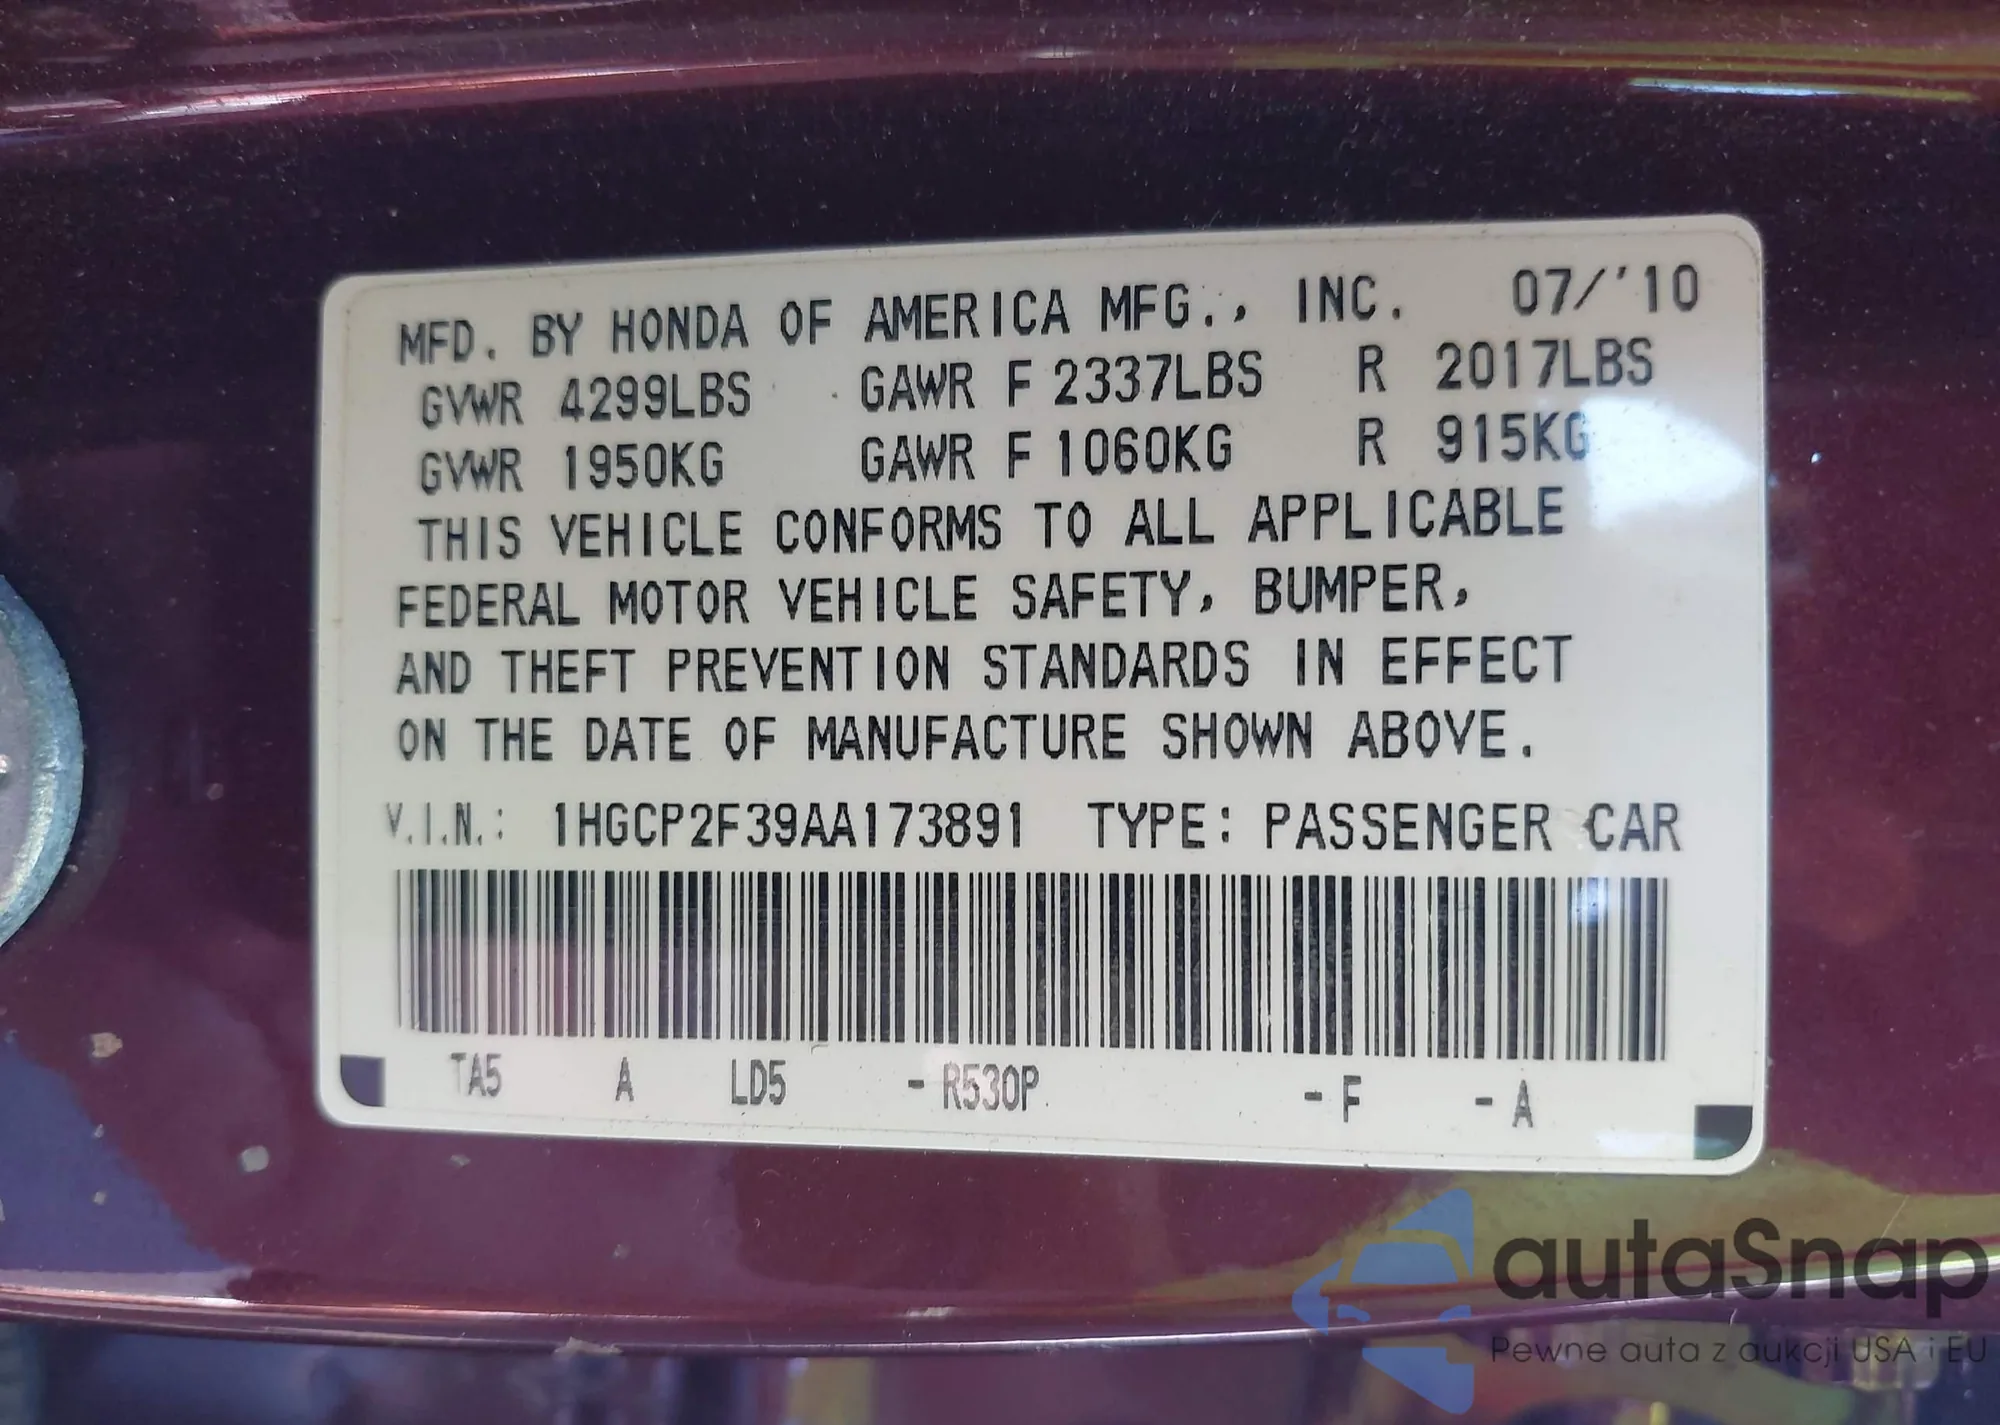 MFD. BY HONDA OF AMERICA MFG., INC. 07/'10
GVWR 4299LBS GAWR F 2337LBS R 2017LBS
GVWR 1950KG GAWR F 1060KG R 915KG
THIS VEHICLE CONFORMS TO ALL APPLICABLE
FEDERAL MOTOR VEHICLE SAFETY, BUMPER,
AND THEFT PREVENTION STANDARDS IN EFFECT
ON THE DATE OF MANUFACTURE SHOWN ABOVE.
V.I.N.: 1HGCP2F39AA173891 TYPE: PASSENGER CAR
TA5 A LD5 - R530P - F - A
autaSnap
Pewne auta z aukcji USA i EU